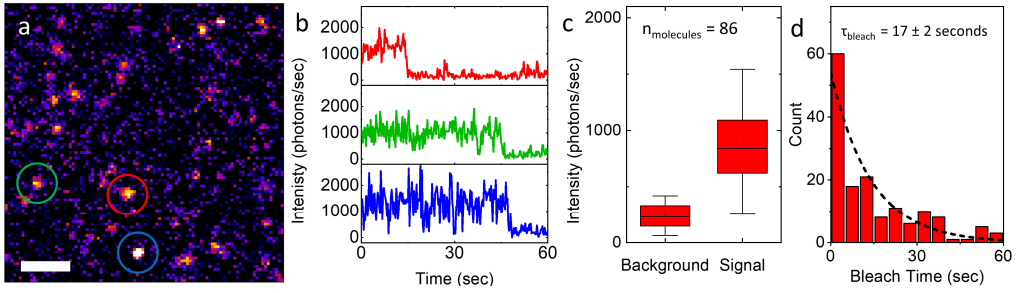 a
b
2000
1000
0
2000
1000
0
2000
1000
0
Intenisty (photons/sec)
0
30
60
Time (sec)
c
n molecules = 86
2000
1000
0
Intensity (photons/sec)
Background
Signal
d
τ bleach = 17 ± 2 seconds
60
40
20
0
Count
0
30
60
Bleach Time (sec)